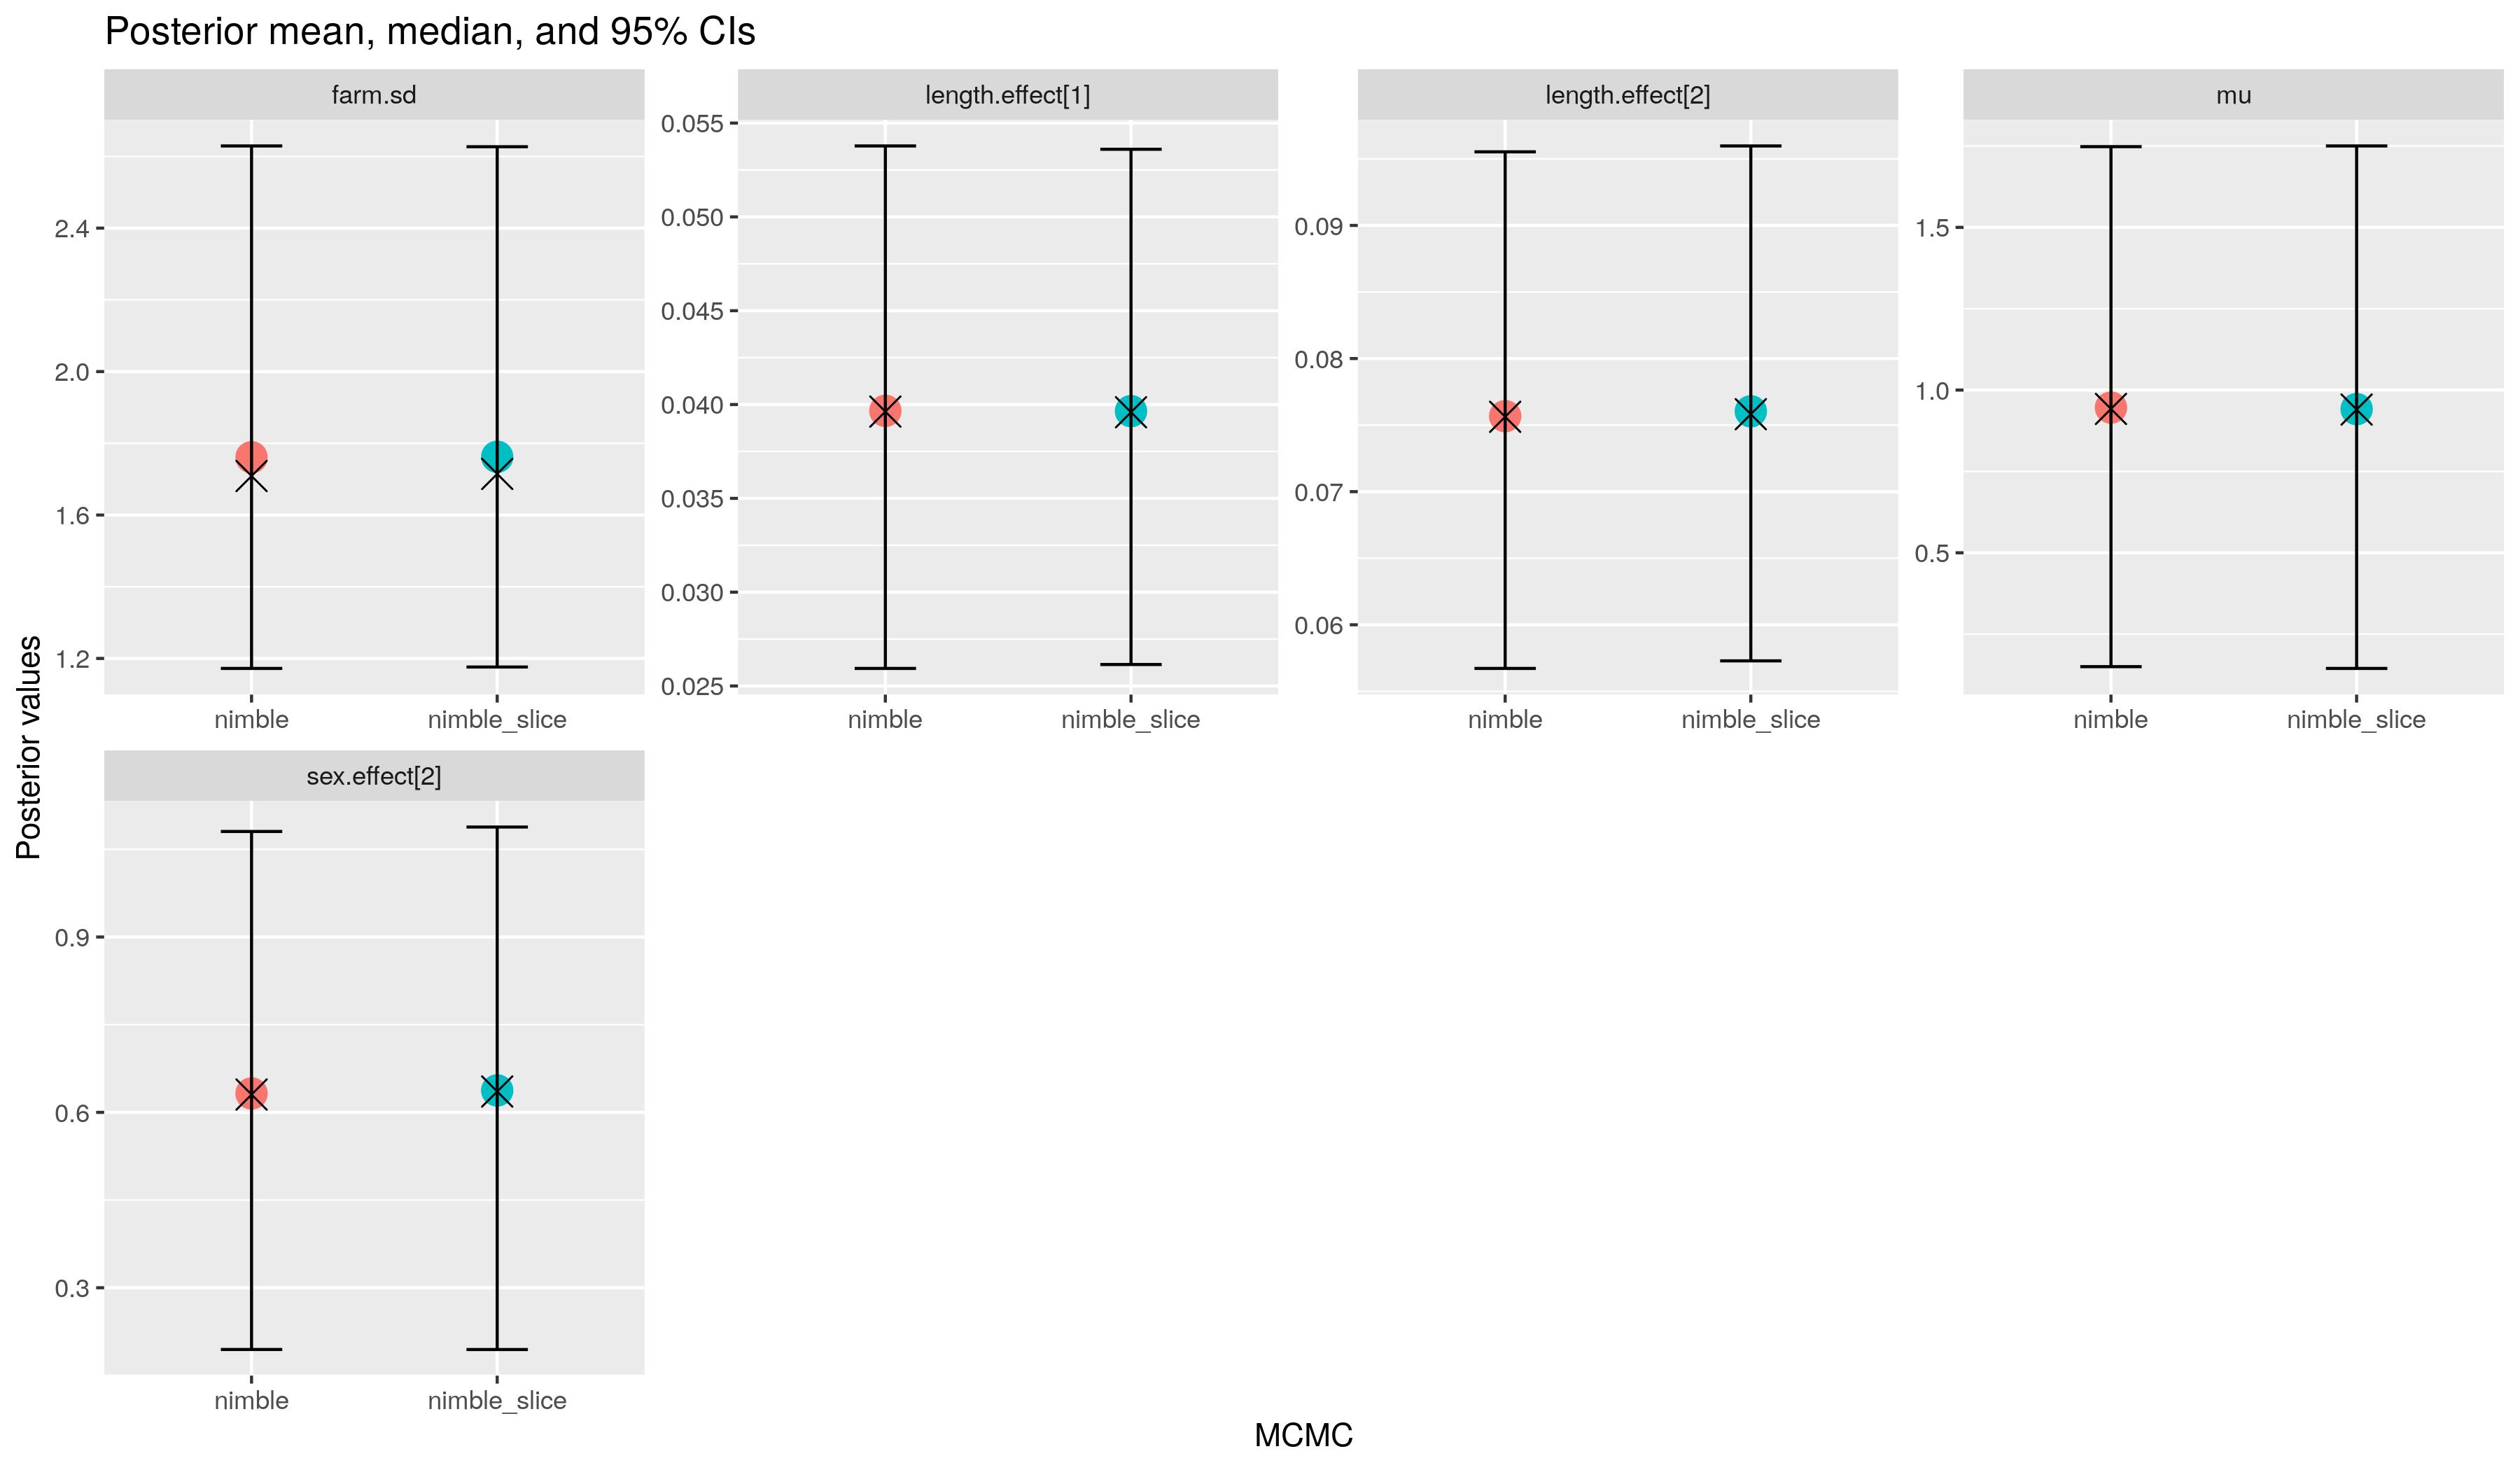 Posterior mean, median, and 95% CIs
farm.sd
length.effect[1]
length.effect[2]
mu
2.4
2.0
1.6
1.2
0.055
0.050
0.045
0.040
0.035
0.030
0.025
0.09
0.08
0.07
0.06
1.5
1.0
0.5
nimble nimble_slice
nimble nimble_slice
nimble nimble_slice
nimble nimble_slice
Posterior values
sex.effect[2]
0.9
0.6
0.3
nimble nimble_slice
MCMC